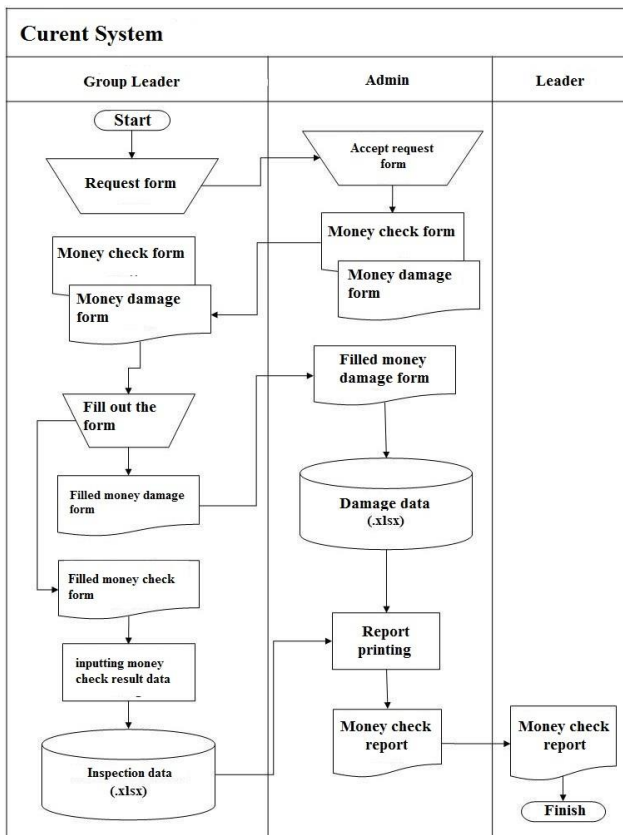 Curent System
Group Leader
Admin
Leader
Start
Request form
Accept request
form
Money check form
Money damage
form
Money check form
Money damage
form
Fill out the
form
Filled money damage
form
Filled money
damage form
Damage data
(.xlsx)
Filled money check
form
inputting money
check result data
Inspection data
(.xlsx)
Report
printing
Money check
report
Money check
report
Finish